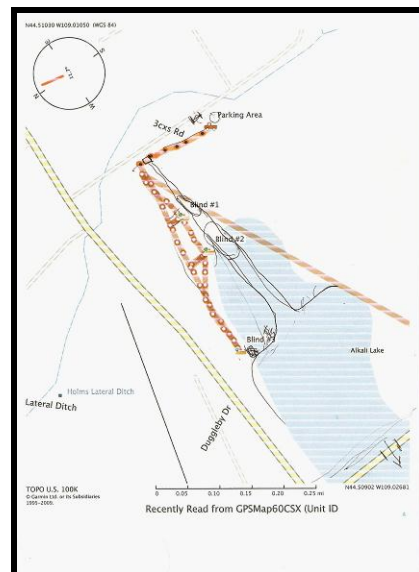 N44.51030 W109.01050 (WGS 84)
N
S
W
3cxs Rd
Parking Area
Blind #1
Blind #2
Blind #3
Alkali Lake
Holms Lateral Ditch
Lateral Ditch
Duggleby Dr
TOPO U.S. 100K
© Garmin Ltd. or its Subsidiaries
1995-2009.
0 0.05 0.10 0.15 0.20 0.25 mi
N44.50902 W109.02681
Recently Read from GPSMap60CSX (Unit ID